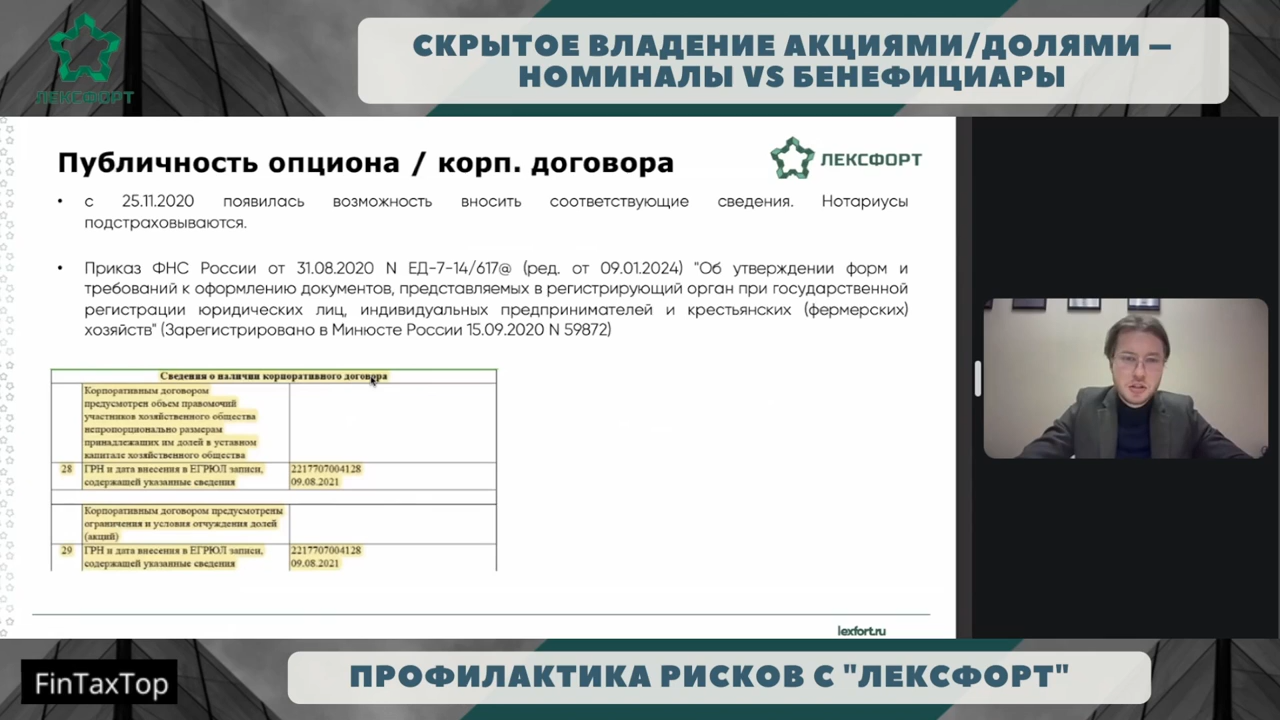 СКРЫТОЕ ВЛАДЕНИЕ АКЦИЯМИ/ДОЛЯМИ –
НОМИНАЛЫ VS БЕНЕФИЦИАРЫ
ЛЕКСФОРТ
Публичность опциона / корп. договора
ЛЕКСФОРТ
• с 25.11.2020 появилась возможность вносить соответствующие сведения. Нотариусы
подстраховываются.
• Приказ ФНС России от 31.08.2020 N ЕД-7-14/617@ (ред. от 09.01.2024) "Об утверждении форм и
требований к оформлению документов, представляемых в регистрирующий орган при государственной
регистрации юридических лиц, индивидуальных предпринимателей и крестьянских (фермерских)
хозяйств" (Зарегистрировано в Минюсте России 15.09.2020 N 59872)
Сведения о наличии корпоративного договора
Корпоративным договором
предусмотрен объем правомочий
участников хозяйственного общества
непропорционально размерам
принадлежащих им долей в уставном
капитале хозяйственного общества
28 ГРН и дата внесения в ЕГРЮЛ записи, 2217707004128
содержащей указанные сведения 09.08.2021
Корпоративным договором предусмотрены
ограничения и условия отчуждения долей
(акций)
29 ГРН и дата внесения в ЕГРЮЛ записи, 2217707004128
содержащей указанные сведения 09.08.2021
lexfort.ru
FinTaxTop
ПРОФИЛАКТИКА РИСКОВ С "ЛЕКСФОРТ"